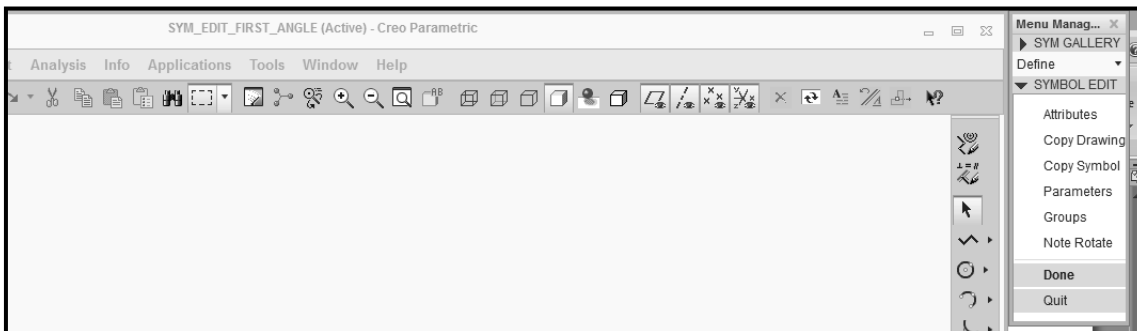 SYM_EDIT_FIRST_ANGLE (Active) - Creo Parametric
Analysis Info Applications Tools Window Help
Menu Manag...
SYM GALLERY
Define
SYMBOL EDIT
Attributes
Copy Drawing
Copy Symbol
Parameters
Groups
Note Rotate
Done
Quit